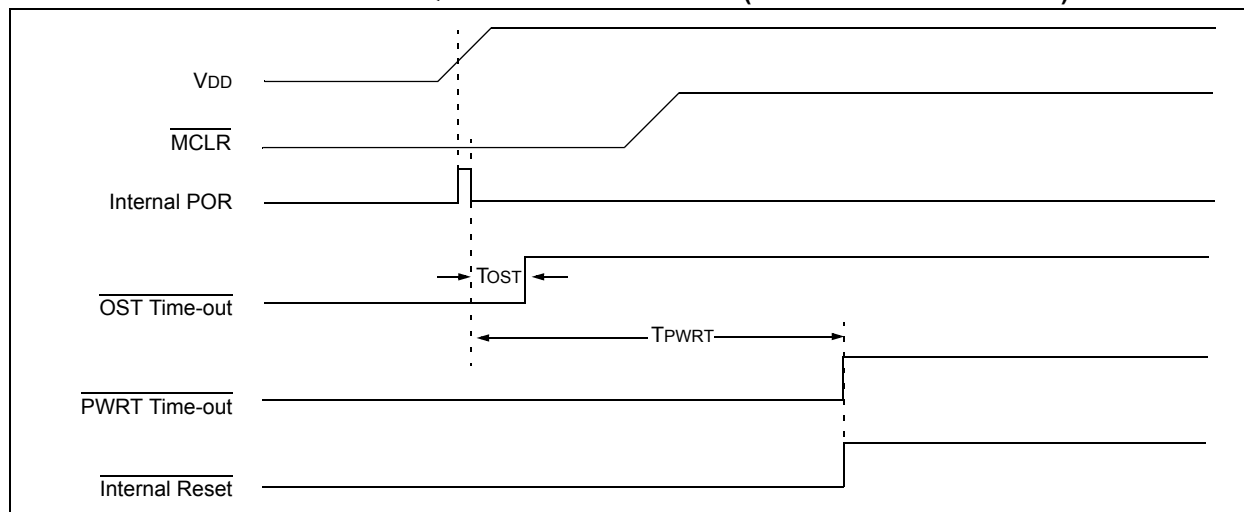 VDD
MCLR
Internal POR
TOST
OST Time-out
TPWRT
PWRT Time-out
Internal Reset